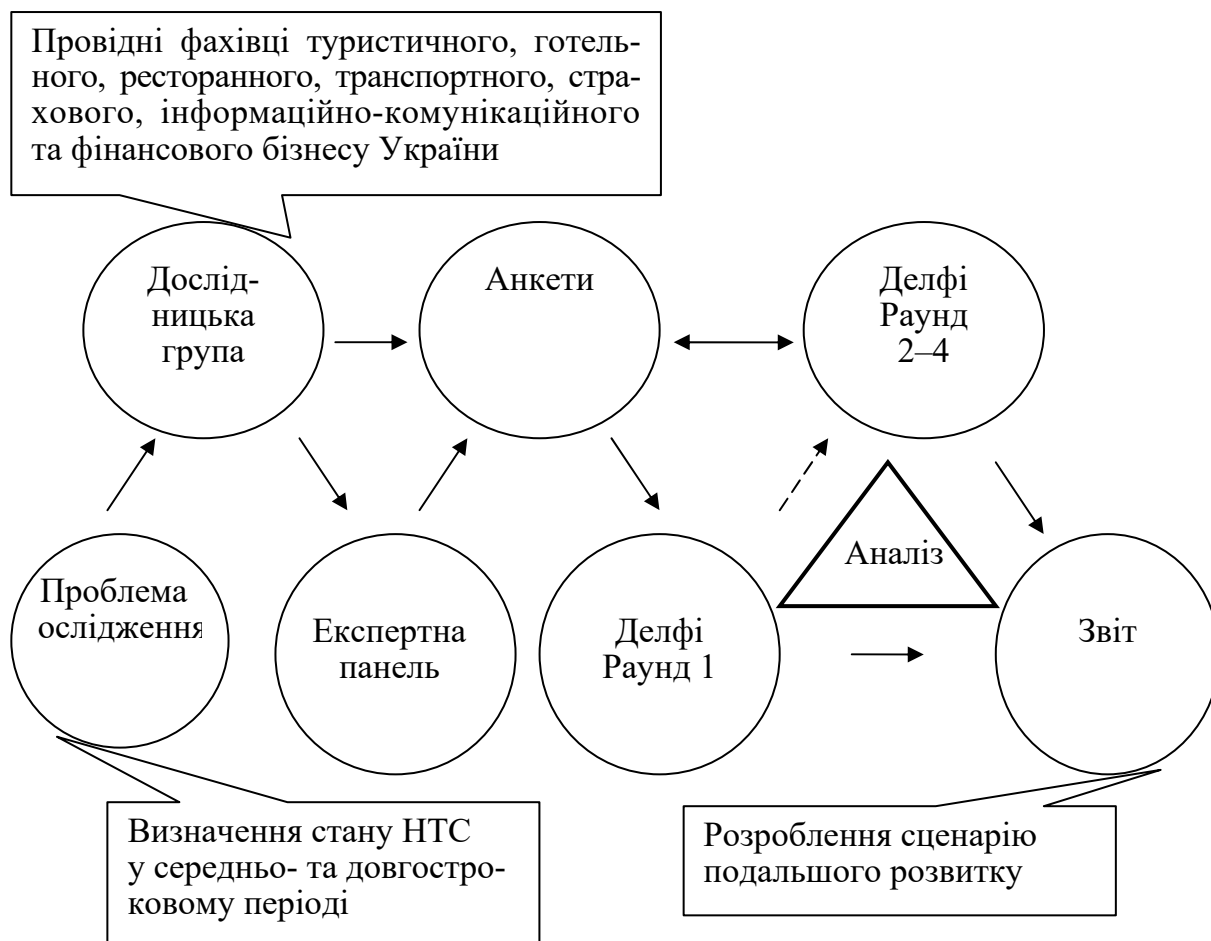 Провідні фахівці туристичного, готель-
ного, ресторанного, транспортного, стра-
хового, інформаційно-комунікаційного
та фінансового бізнесу України
Дослід-
ницька
група
Анкети
Делфі
Раунд
2–4
Проблема
ослідження
Експертна
панель
Делфі
Раунд 1
Аналіз
Звіт
Визначення стану НТС
у середньо- та довгостро-
ковому періоді
Розроблення сценарію
подальшого розвитку